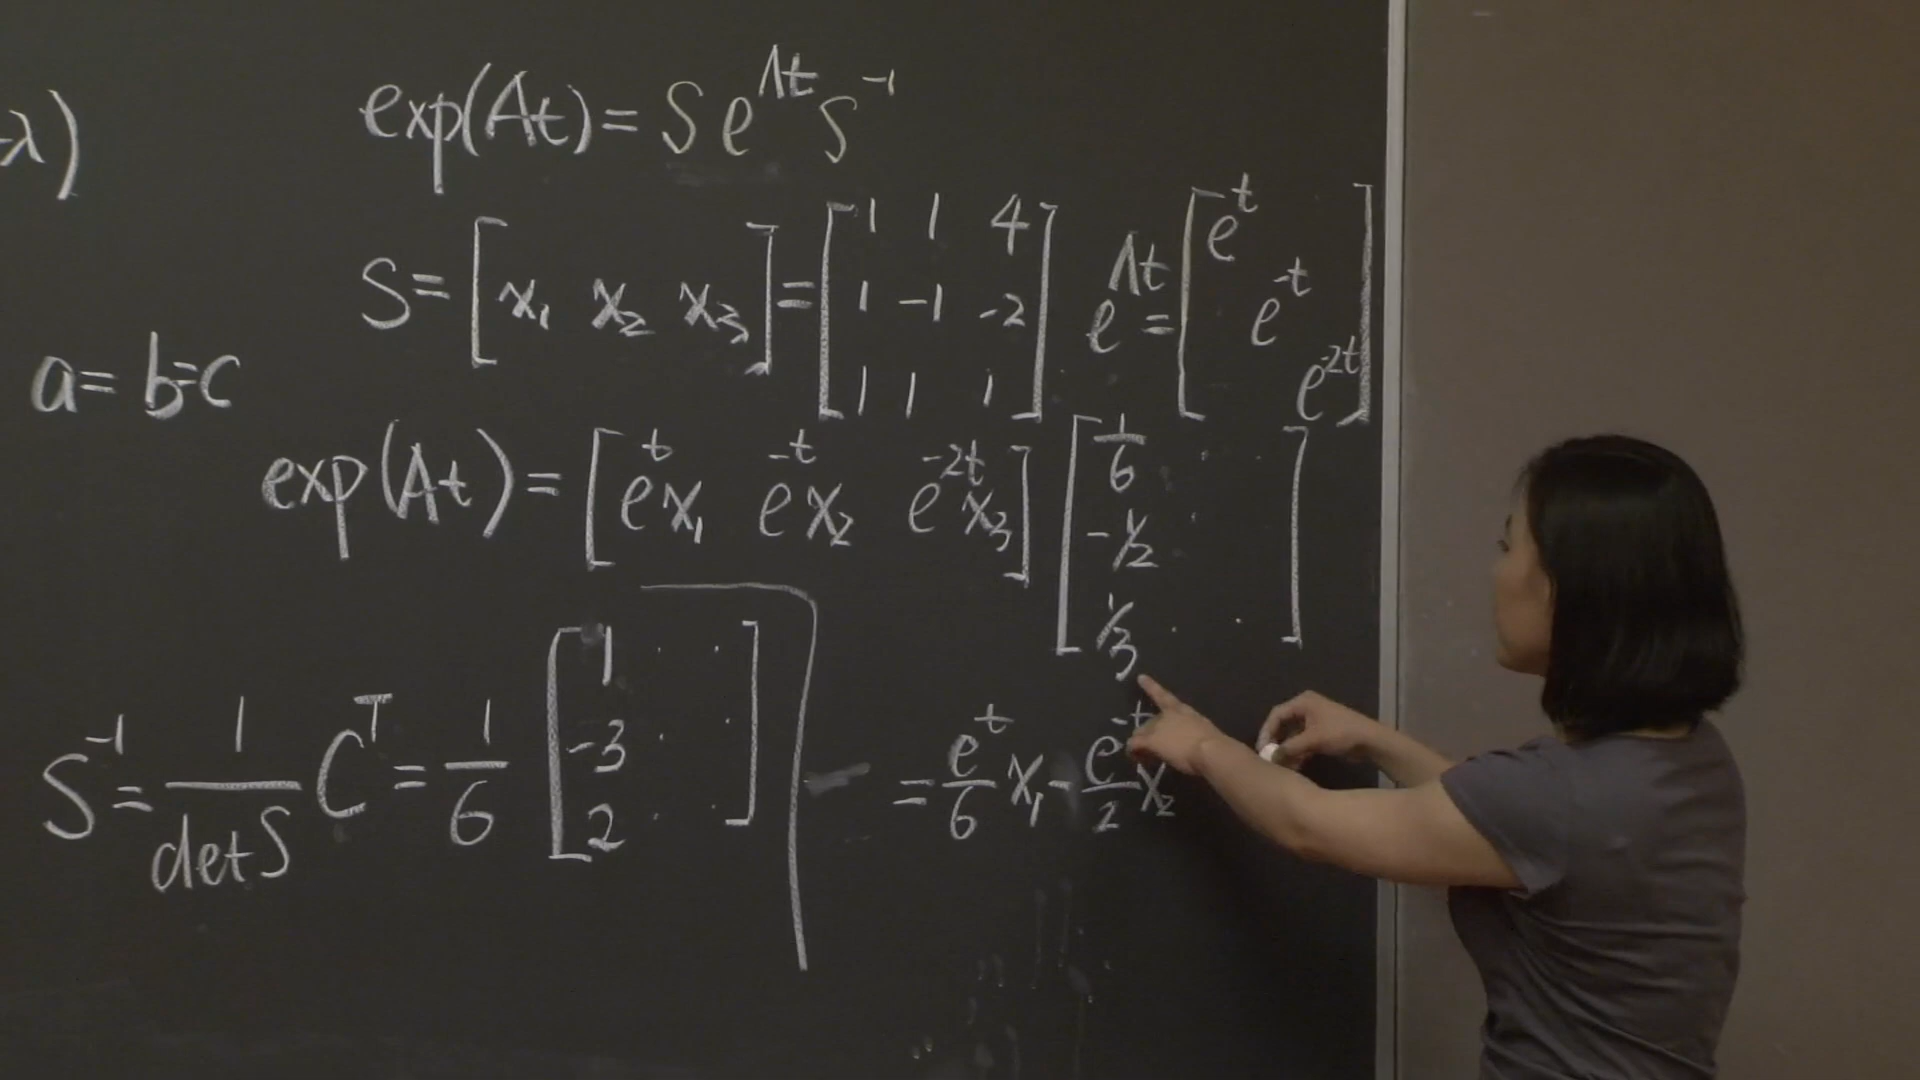 -λ)
exp(At) = S e^{Λt} S^{-1}
S = [x₁ x₂ x₃] = [1 1 4; 1 -1 -2; 1 1 1] e^{Λt} = [e^t; e^{-t}; e^{-2t}]
a = b = c
exp(At) = [e^t x₁ e^{-t} x₂ e^{-2t} x₃] [1/6 · ·; -1/2 ·; 1/3 · ·]
S^{-1} = 1/det S C^T = 1/6 [1 · ·; -3 · ·; 2 · ·]
= e^t/6 x₁ - e^{-t}/2 x₂